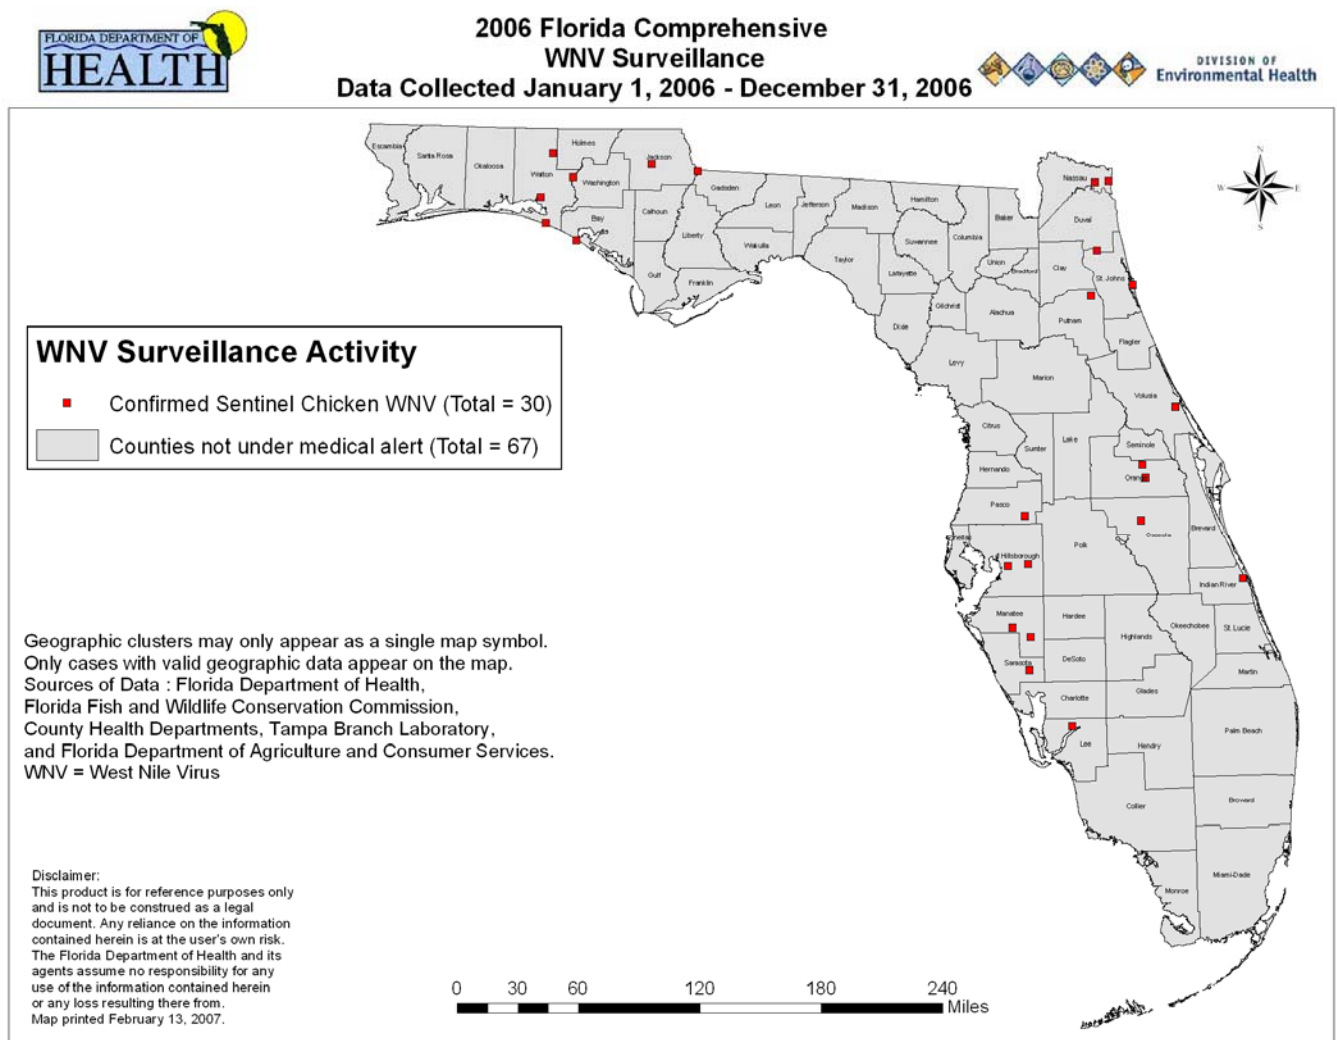 FLORIDA DEPARTMENT OF
HEALTH
2006 Florida Comprehensive
WNV Surveillance
Data Collected January 1, 2006 - December 31, 2006
DIVISION OF
Environmental Health
N
W
E
S
Escambia
Santa Rosa
Okaloosa
Walton
Holmes
Washington
Jackson
Bay
Calhoun
Gulf
Liberty
Gadsden
Franklin
Leon
Wakulla
Jefferson
Madison
Taylor
Hamilton
Suwannee
Lafayette
Dixie
Columbia
Gilchrist
Baker
Union
Bradford
Alachua
Levy
Nassau
Duval
Clay
St. Johns
Putnam
Flagler
Marion
Volusia
Citrus
Sumter
Lake
Seminole
Hernando
Orange
Pasco
Osceola
Brevard
Polk
Hillsborough
Indian River
Manatee
Hardee
Highlands
Okeechobee
St. Lucie
Sarasota
DeSoto
Martin
Charlotte
Glades
Lee
Hendry
Palm Beach
Collier
Broward
Monroe
Miami-Dade
WNV Surveillance Activity
Confirmed Sentinel Chicken WNV (Total = 30)
Counties not under medical alert (Total = 67)
Geographic clusters may only appear as a single map symbol.
Only cases with valid geographic data appear on the map.
Sources of Data : Florida Department of Health,
Florida Fish and Wildlife Conservation Commission,
County Health Departments, Tampa Branch Laboratory,
and Florida Department of Agriculture and Consumer Services.
WNV = West Nile Virus
Disclaimer:
This product is for reference purposes only
and is not to be construed as a legal
document. Any reliance on the information
contained herein is at the user's own risk.
The Florida Department of Health and its
agents assume no responsibility for any
use of the information contained herein
or any loss resulting there from.
Map printed February 13, 2007.
0 30 60 120 180 240
Miles